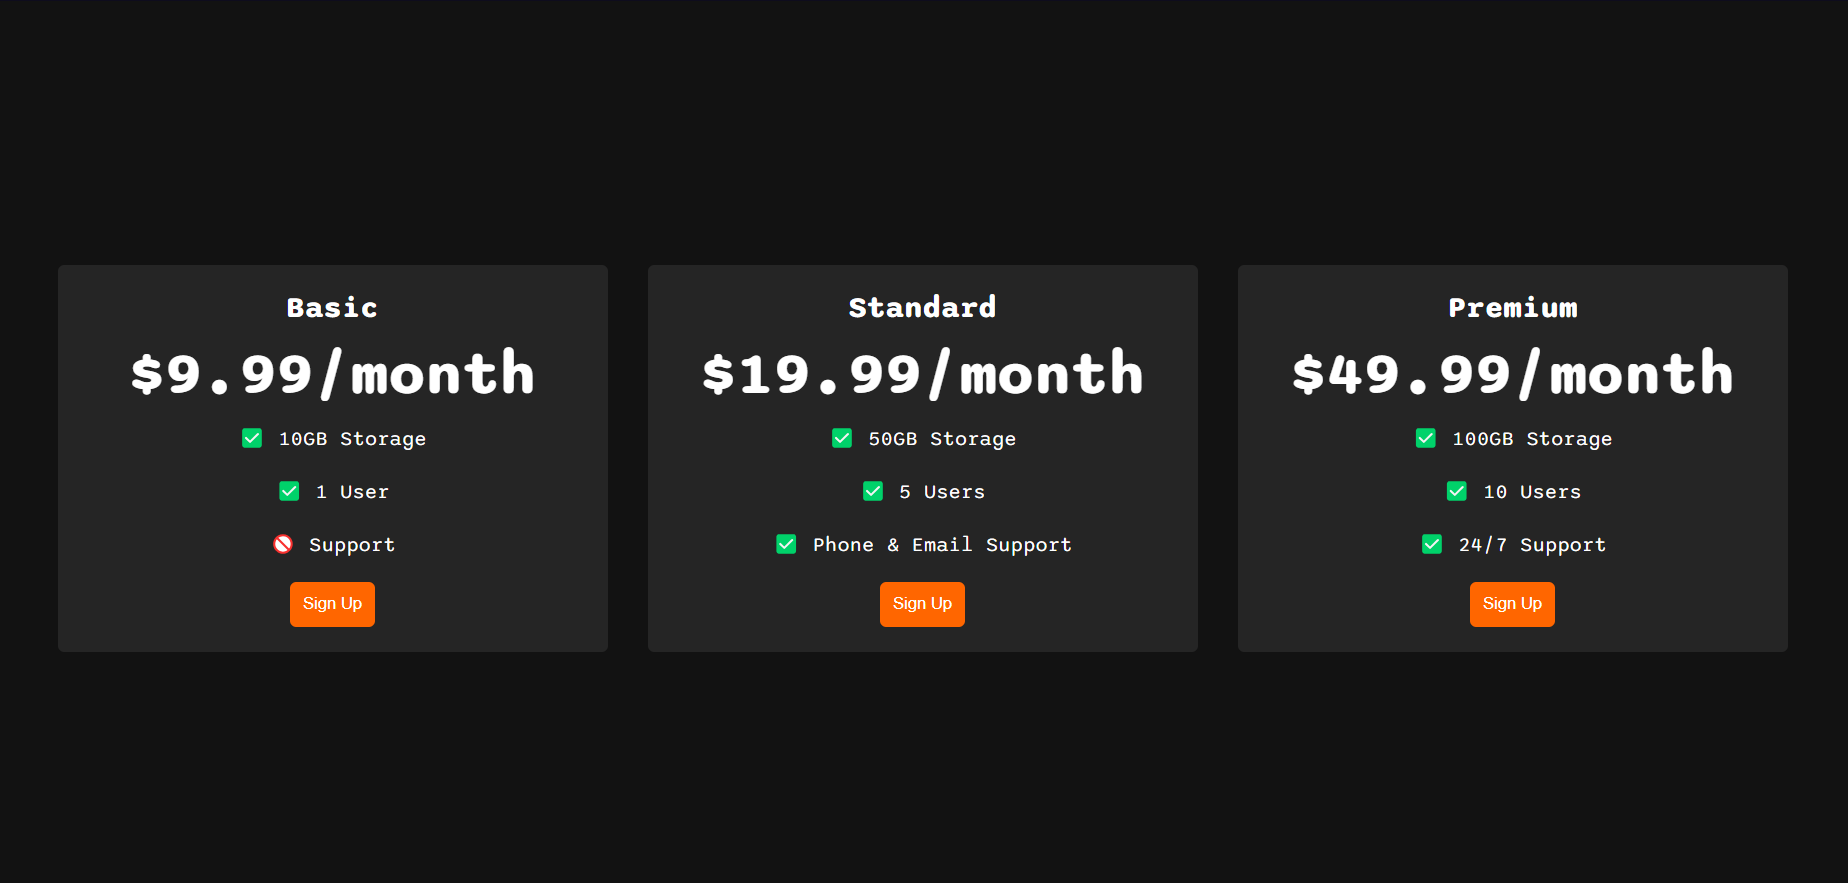 Basic
$9.99/month
✅ 10GB Storage
✅ 1 User
🚫 Support
Sign Up
Standard
$19.99/month
✅ 50GB Storage
✅ 5 Users
✅ Phone & Email Support
Sign Up
Premium
$49.99/month
✅ 100GB Storage
✅ 10 Users
✅ 24/7 Support
Sign Up